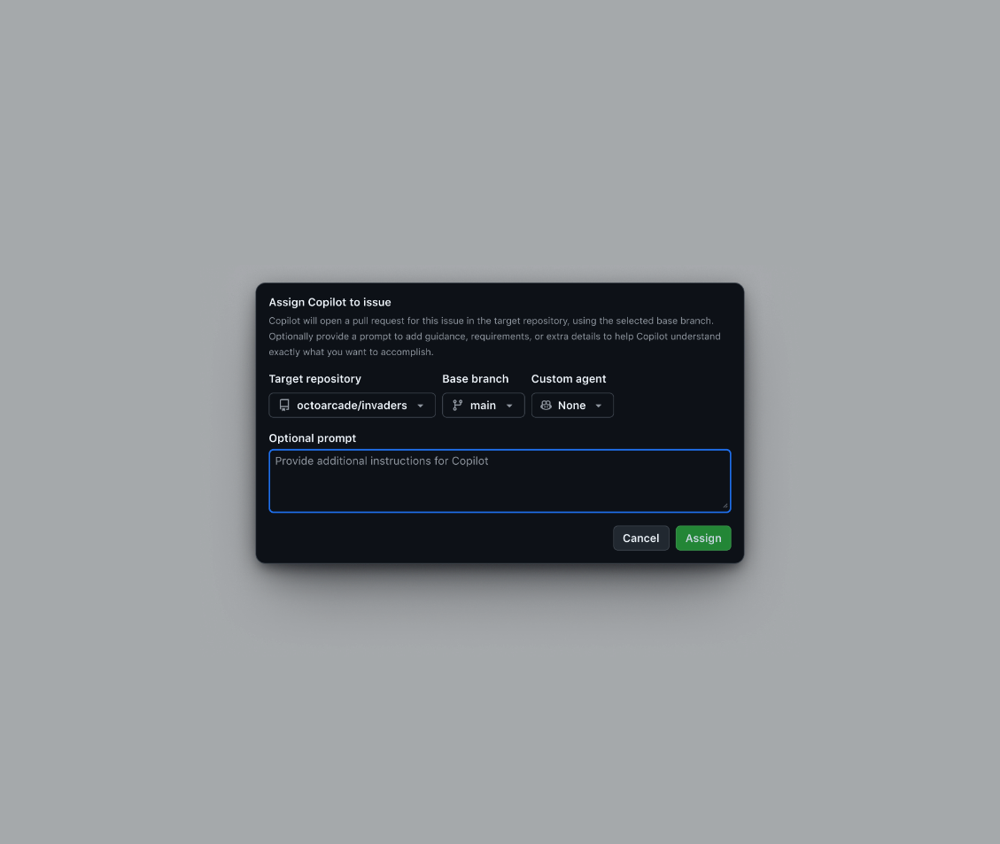 Assign Copilot to issue
Copilot will open a pull request for this issue in the target repository, using the selected base branch.
Optionally provide a prompt to add guidance, requirements, or extra details to help Copilot understand
exactly what you want to accomplish.
Target repository
Base branch
Custom agent
octoarcade/invaders
main
None
Optional prompt
Provide additional instructions for Copilot
Cancel
Assign